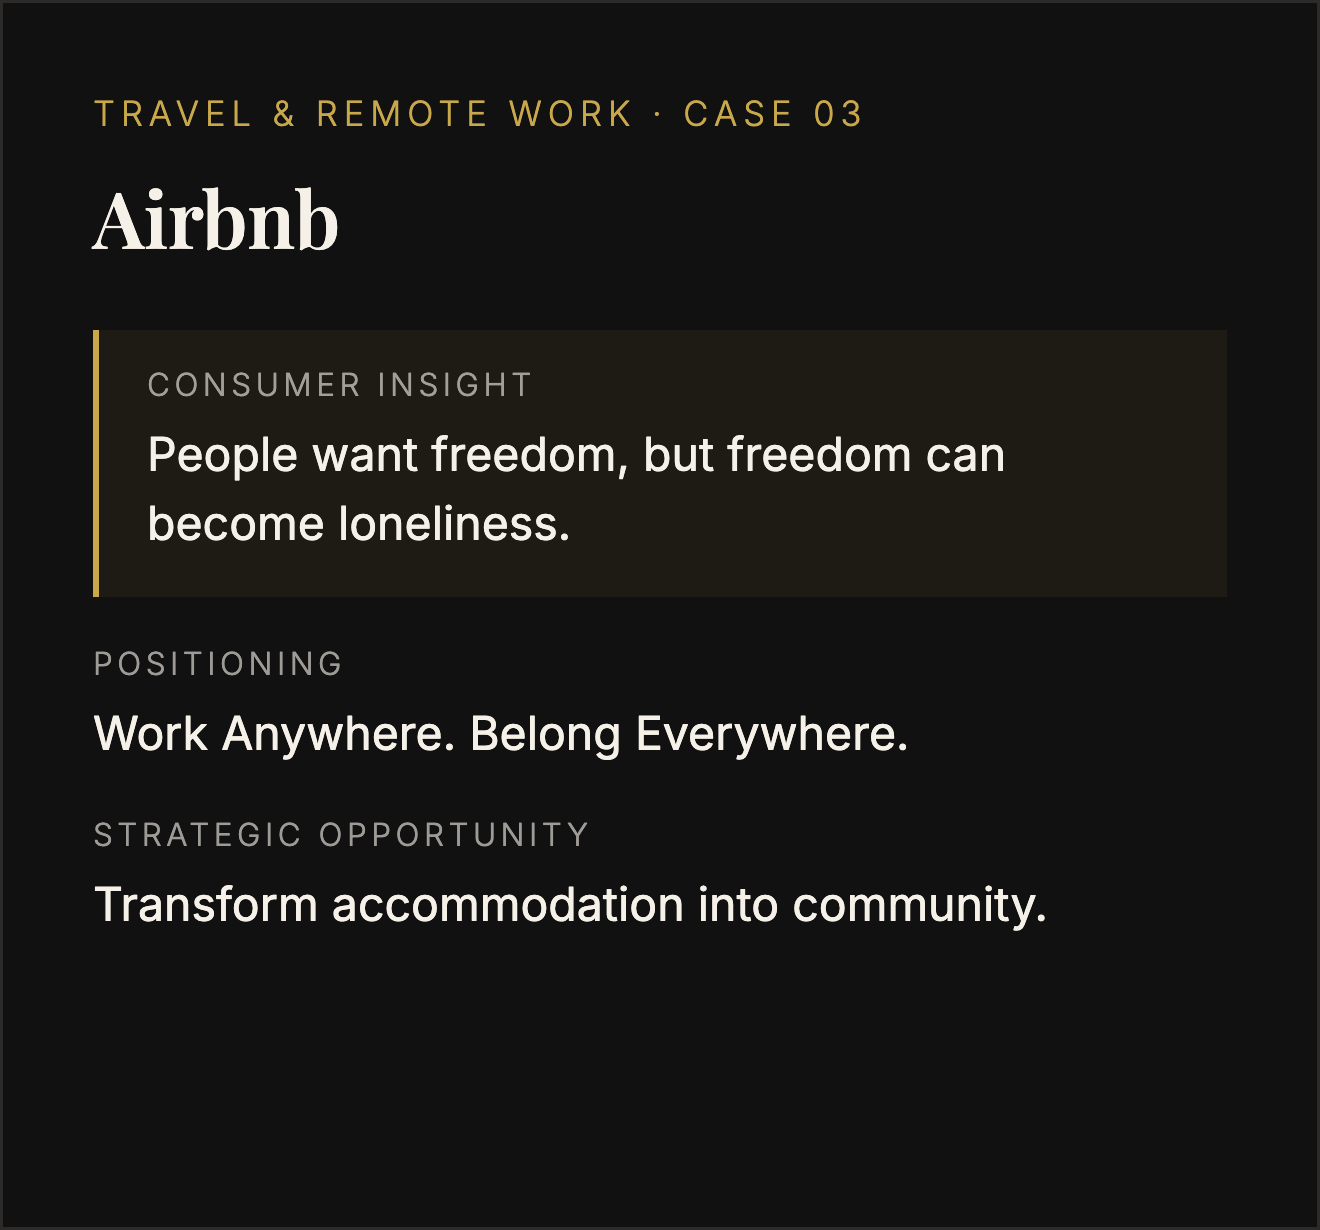 TRAVEL & REMOTE WORK · CASE 03
Airbnb
CONSUMER INSIGHT
People want freedom, but freedom can
become loneliness.
POSITIONING
Work Anywhere. Belong Everywhere.
STRATEGIC OPPORTUNITY
Transform accommodation into community.